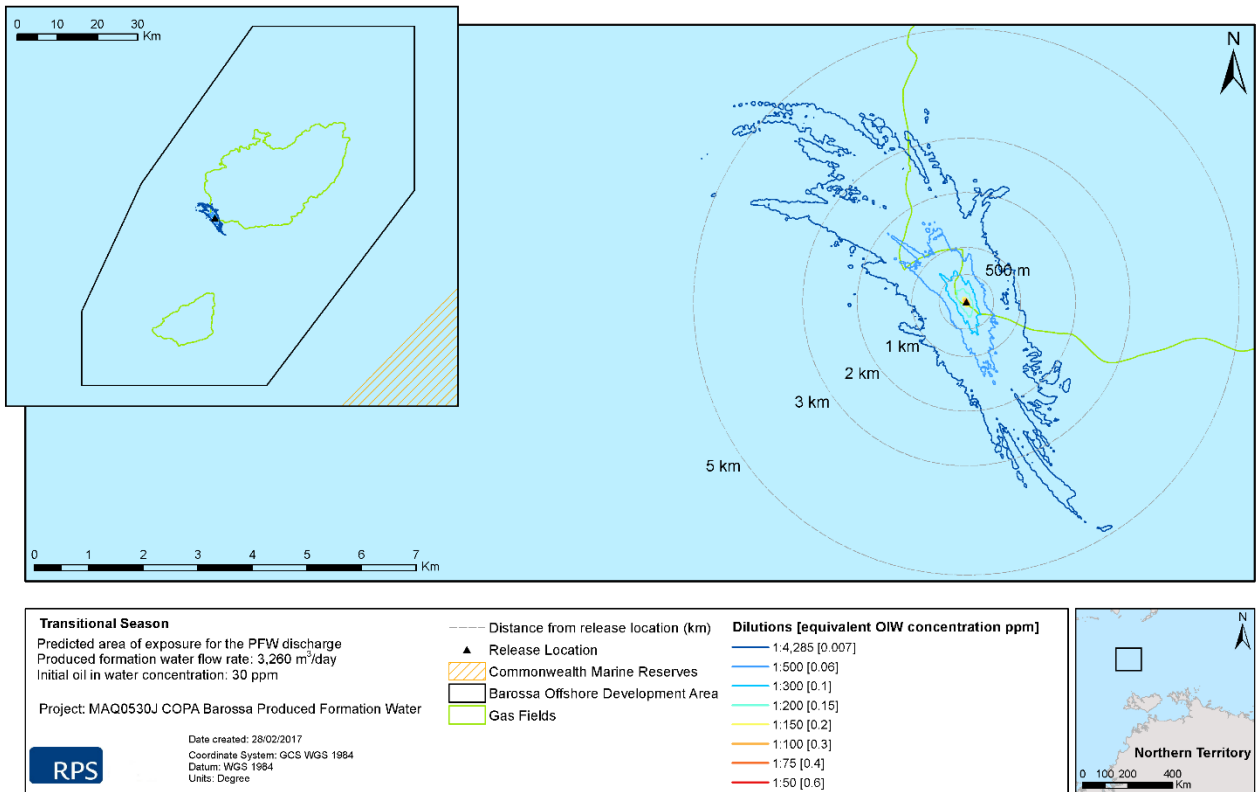 0 10 20 30
Km
N
500 m
1 km
2 km
3 km
5 km
0 1 2 3 4 5 6 7
Km
Transitional Season
Predicted area of exposure for the PFW discharge
Produced formation water flow rate: 3,260 m³/day
Initial oil in water concentration: 30 ppm
Project: MAQ0530J COPA Barossa Produced Formation Water
Date created: 28/02/2017
Coordinate System: GCS WGS 1984
Datum: WGS 1984
Units: Degree
RPS
Distance from release location (km)
Release Location
Commonwealth Marine Reserves
Barossa Offshore Development Area
Gas Fields
Dilutions [equivalent OIW concentration ppm]
1:4,285 [0.007]
1:500 [0.06]
1:300 [0.1]
1:200 [0.15]
1:150 [0.2]
1:100 [0.3]
1:75 [0.4]
1:50 [0.6]
N
Northern Territory
0 100 200 400
Km